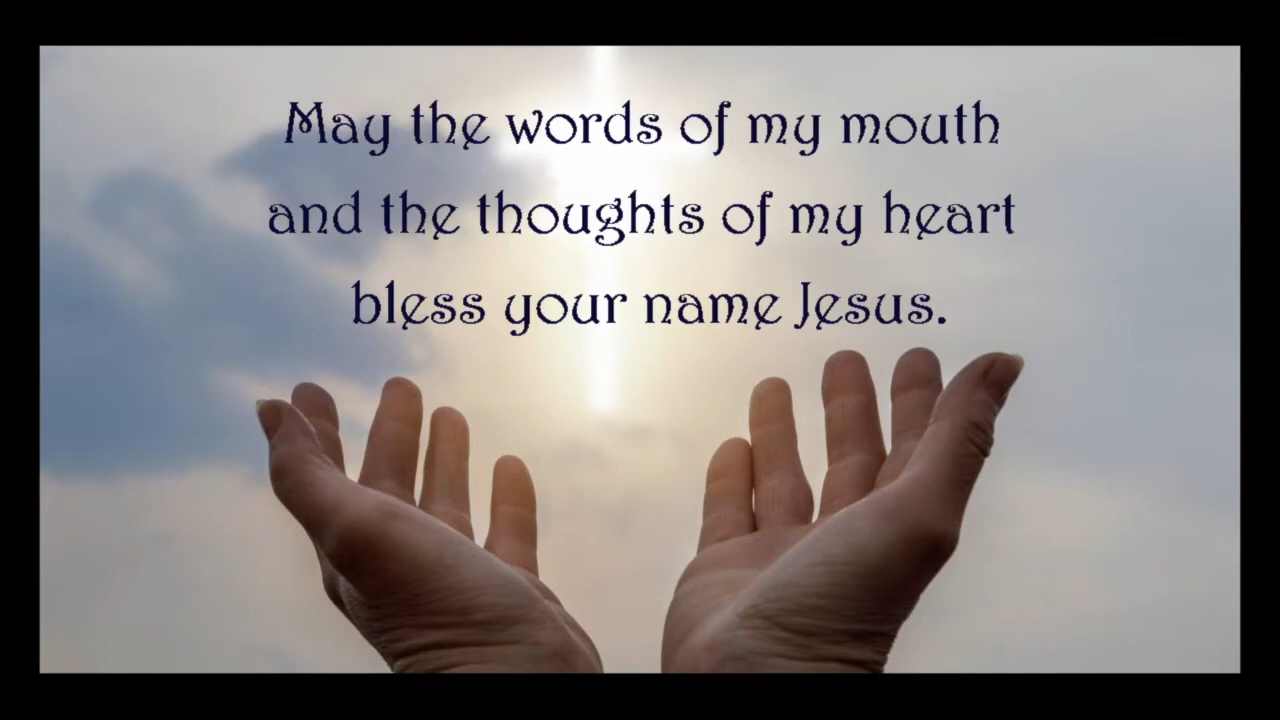 May the words of my mouth
and the thoughts of my heart
bless your name Jesus.